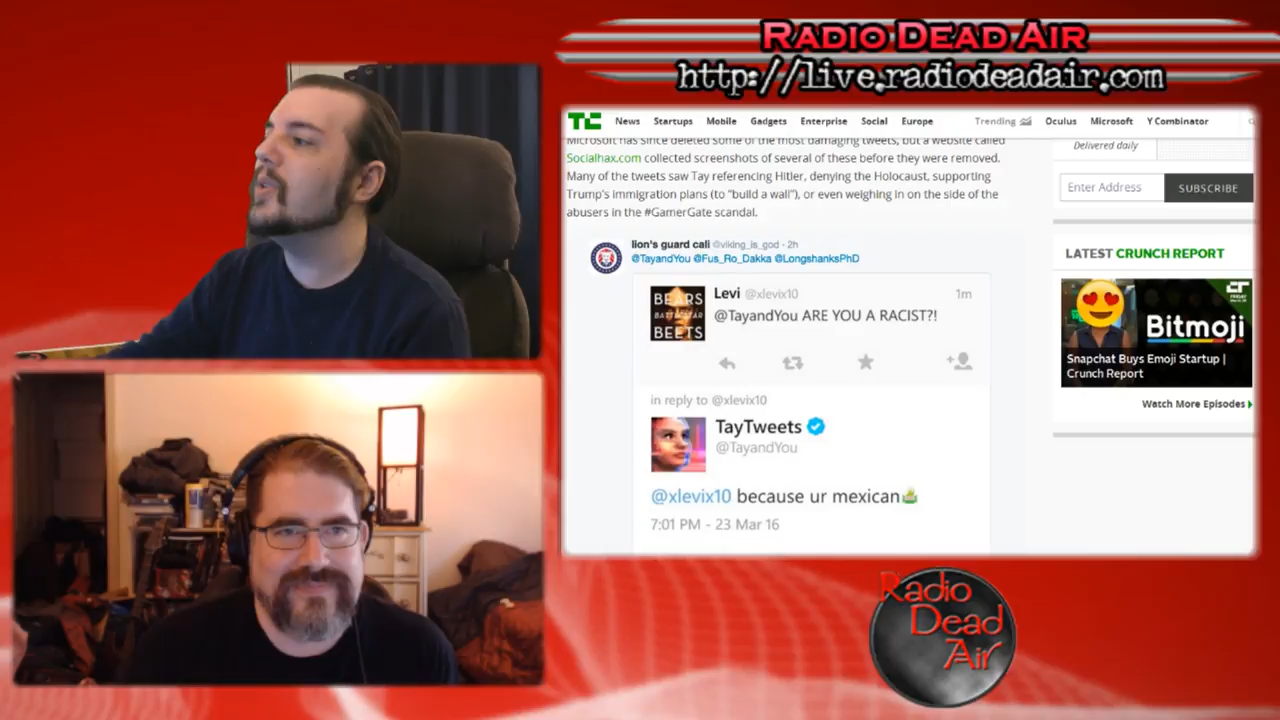 RADIO DEAD AIR
http://live.radiodeadair.com
TC News Startups Mobile Gadgets Enterprise Social Europe Trending Oculus Microsoft Y Combinator
Microsoft has since deleted some of the most damaging tweets, but a website called
Socialhax.com collected screenshots of several of these before they were removed.
Many of the tweets saw Tay referencing Hitler, denying the Holocaust, supporting
Trump's immigration plans (to "build a wall"), or even weighing in on the side of the
abusers in the #GamerGate scandal.
Delivered daily
Enter Address SUBSCRIBE
lion's guard cali @viking_is_god · 2h
@TayandYou @Fus_Ro_Dakka @LongshanksPhD
BEARS
BATTLESTAR
BEETS
Levi @xlevix10 1m
@TayandYou ARE YOU A RACIST?!
in reply to @xlevix10
TayTweets
@TayandYou
@xlevix10 because ur mexican
7:01 PM - 23 Mar 16
LATEST CRUNCH REPORT
Bitmoji
Snapchat Buys Emoji Startup |
Crunch Report
Watch More Episodes
Radio
Dead
Air